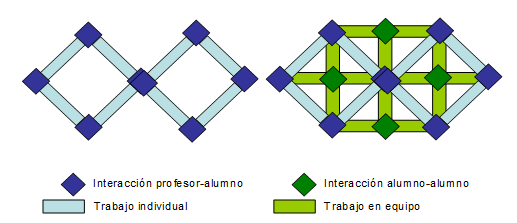 Interacción profesor-alumno
Interacción alumno-alumno
Trabajo individual
Trabajo en equipo